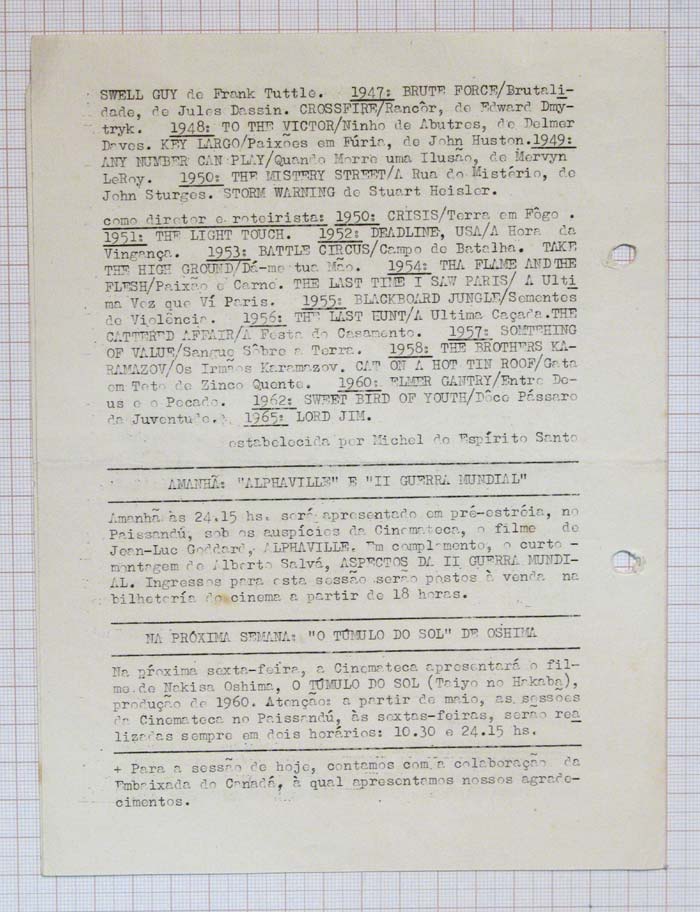 SWELL GUY de Frank Tuttle. 1947: BRUTE FORCE/Brutali-
dade, de Jules Dassin. CROSSFIRE/Rancôr, de Edward Dmy-
tryk. 1948: TO THE VICTOR/Ninho de Abutres, de Delmer
Daves. KEY LARGO/Paixões em Fúria, de John Huston.1949:
ANY NUMBER CAN PLAY/Quando Morre uma Ilusão, de Mervyn
LeRoy. 1950: THE MISTERY STREET/A Rua do Mistério, de
John Sturges. STORM WARNING de Stuart Heisler.
como diretor e roteirista: 1950: CRISIS/Terra em Fôgo .
1951: THE LIGHT TOUCH. 1952: DEADLINE, USA/A Hora da
Vingança. 1953: BATTLE CIRCUS/Campo de Batalha. TAKE
THE HIGH GROUND/Dá-me tua Mão. 1954: THA FLAME AND THE
FLESH/Paixão e Carne. THE LAST TIME I SAW PARIS/ A Ulti
ma Vez que Ví Paris. 1955: BLACKBOARD JUNGLE/Sementes
de Violência. 1956: THE LAST HUNT/A Ultima Caçada.THE
CATTERED AFFAIR/A Festa do Casamento. 1957: SOMTEHING
OF VALUE/Sangue Sôbre a Terra. 1958: THE BROTHERS KA-
RAMAZOV/Os Irmaos Karamazov. CAT ON A HOT TIN ROOF/Gata
em Teto de Zinco Quente. 1960: ELMER GANTRY/Entre De-
us e o Pecado. 1962: SWEET BIRD OF YOUTH/Dôce Pássaro
da Juventude. 1965: LORD JIM.
estabelecida por Michel do Espírito Santo
AMANHÃ: "ALPHAVILLE" E "II GUERRA MUNDIAL"
Amanhã às 24.15 hs. será apresentado em pré-estréia, no
Paissandú, sob os auspícios da Cinemateca, o filme de
Jean-Luc Goddard, ALPHAVILLE. Em complemento, o curto -
montagem de Alberto Salvá, ASPECTOS DA II GUERRA MUNDI-
AL. Ingressos para esta sessão serão postos à venda na
bilheteria do cinema a partir de 18 horas.
NA PRÓXIMA SEMANA: "O TÚMULO DO SOL" DE OSHIMA
Na próxima sexta-feira, a Cinemateca apresentará o fil-
me de Nakisa Oshima, O TÚMULO DO SOL (Taiyo no Hakaba),
produção de 1960. Atenção: a partir de maio, as sessões
da Cinemateca no Paissandú, às sextas-feiras, serão rea
lizadas sempre em dois horários: 10.30 e 24.15 hs.
+ Para a sessão de hoje, contamos com a colaboração da
Embaixada do Canadá, à qual apresentamos nossos agrade-
cimentos.